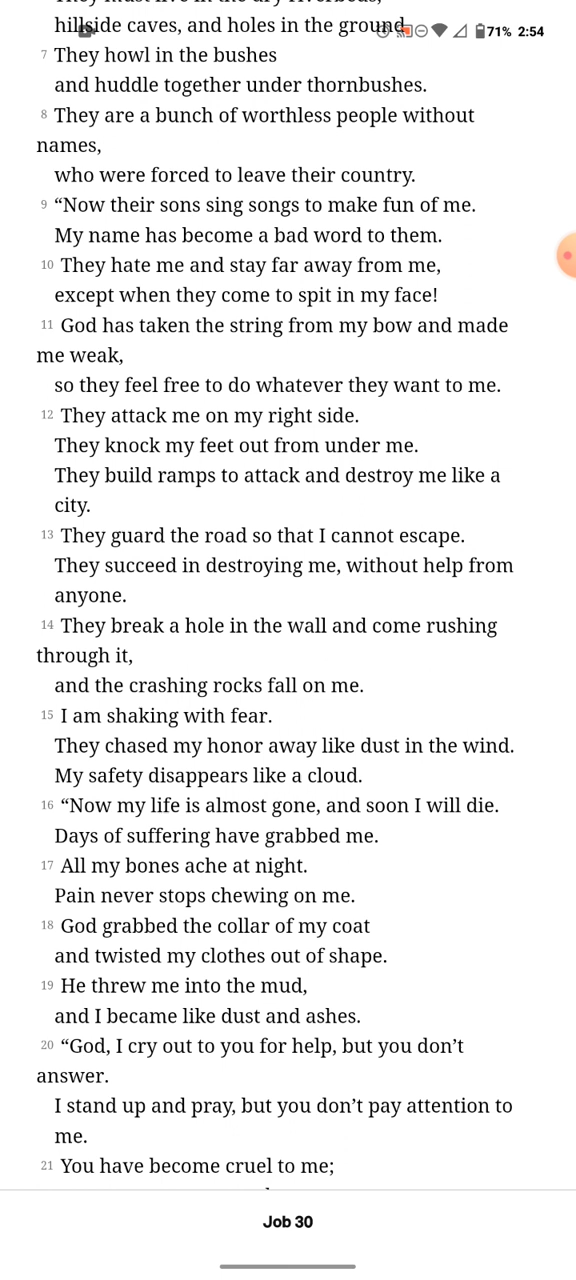 hillside caves, and holes in the ground.
71% 2:54
7 They howl in the bushes
and huddle together under thornbushes.
8 They are a bunch of worthless people without
names,
who were forced to leave their country.
9 “Now their sons sing songs to make fun of me.
My name has become a bad word to them.
10 They hate me and stay far away from me,
except when they come to spit in my face!
11 God has taken the string from my bow and made
me weak,
so they feel free to do whatever they want to me.
12 They attack me on my right side.
They knock my feet out from under me.
They build ramps to attack and destroy me like a
city.
13 They guard the road so that I cannot escape.
They succeed in destroying me, without help from
anyone.
14 They break a hole in the wall and come rushing
through it,
and the crashing rocks fall on me.
15 I am shaking with fear.
They chased my honor away like dust in the wind.
My safety disappears like a cloud.
16 “Now my life is almost gone, and soon I will die.
Days of suffering have grabbed me.
17 All my bones ache at night.
Pain never stops chewing on me.
18 God grabbed the collar of my coat
and twisted my clothes out of shape.
19 He threw me into the mud,
and I became like dust and ashes.
20 “God, I cry out to you for help, but you don’t
answer.
I stand up and pray, but you don’t pay attention to
me.
21 You have become cruel to me;
Job 30